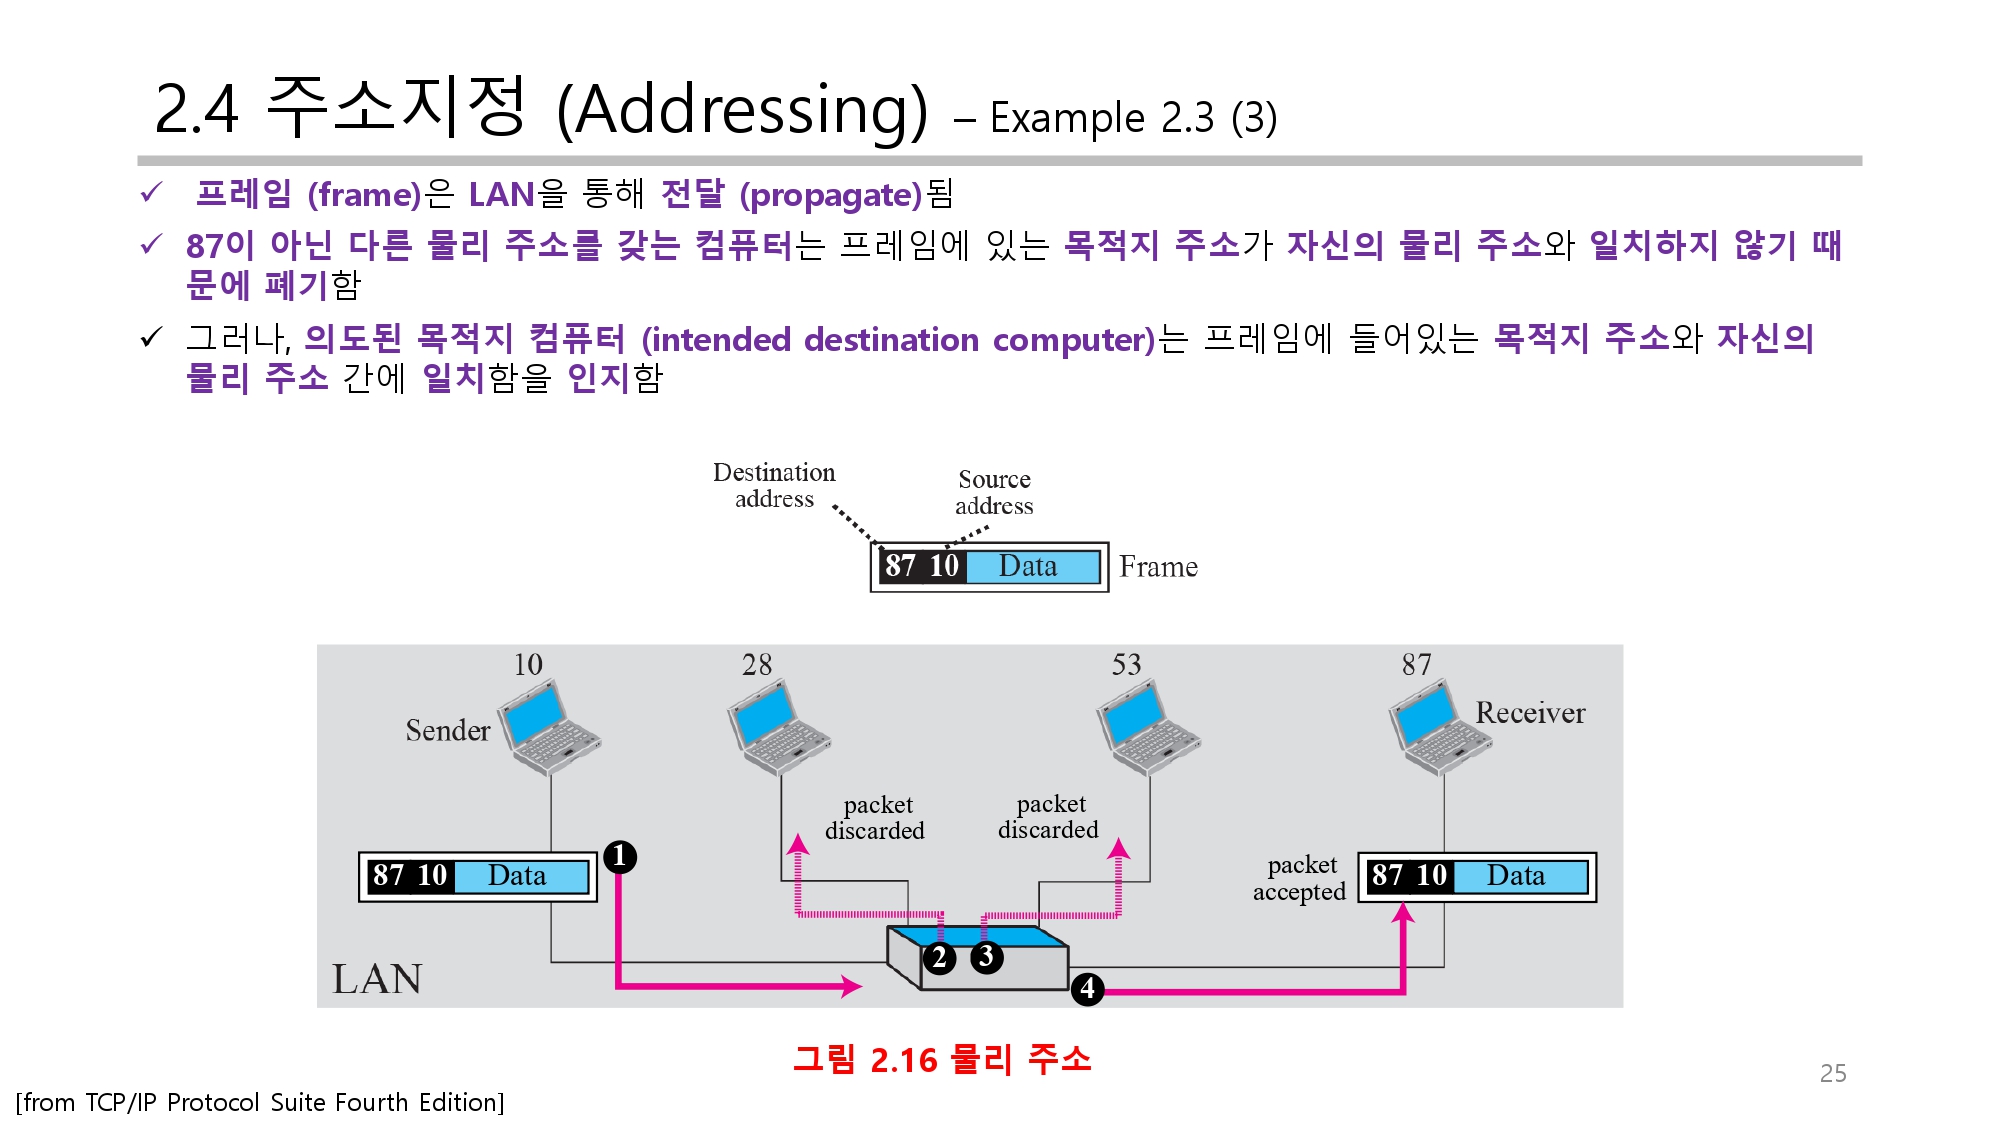 2.4 주소지정 (Addressing) – Example 2.3 (3)
✓ 프레임 (frame)은 LAN을 통해 전달 (propagate)됨
✓ 87이 아닌 다른 물리 주소를 갖는 컴퓨터는 프레임에 있는 목적지 주소가 자신의 물리 주소와 일치하지 않기 때
문에 폐기함
✓ 그러나, 의도된 목적지 컴퓨터 (intended destination computer)는 프레임에 들어있는 목적지 주소와 자신의
물리 주소 간에 일치함을 인지함
Destination
address
Source
address
87 10 Data Frame
10 28 53 87
Sender
Receiver
packet
discarded
packet
discarded
1
87 10 Data
packet
accepted
87 10 Data
2 3
4
LAN
그림 2.16 물리 주소
25
[from TCP/IP Protocol Suite Fourth Edition]